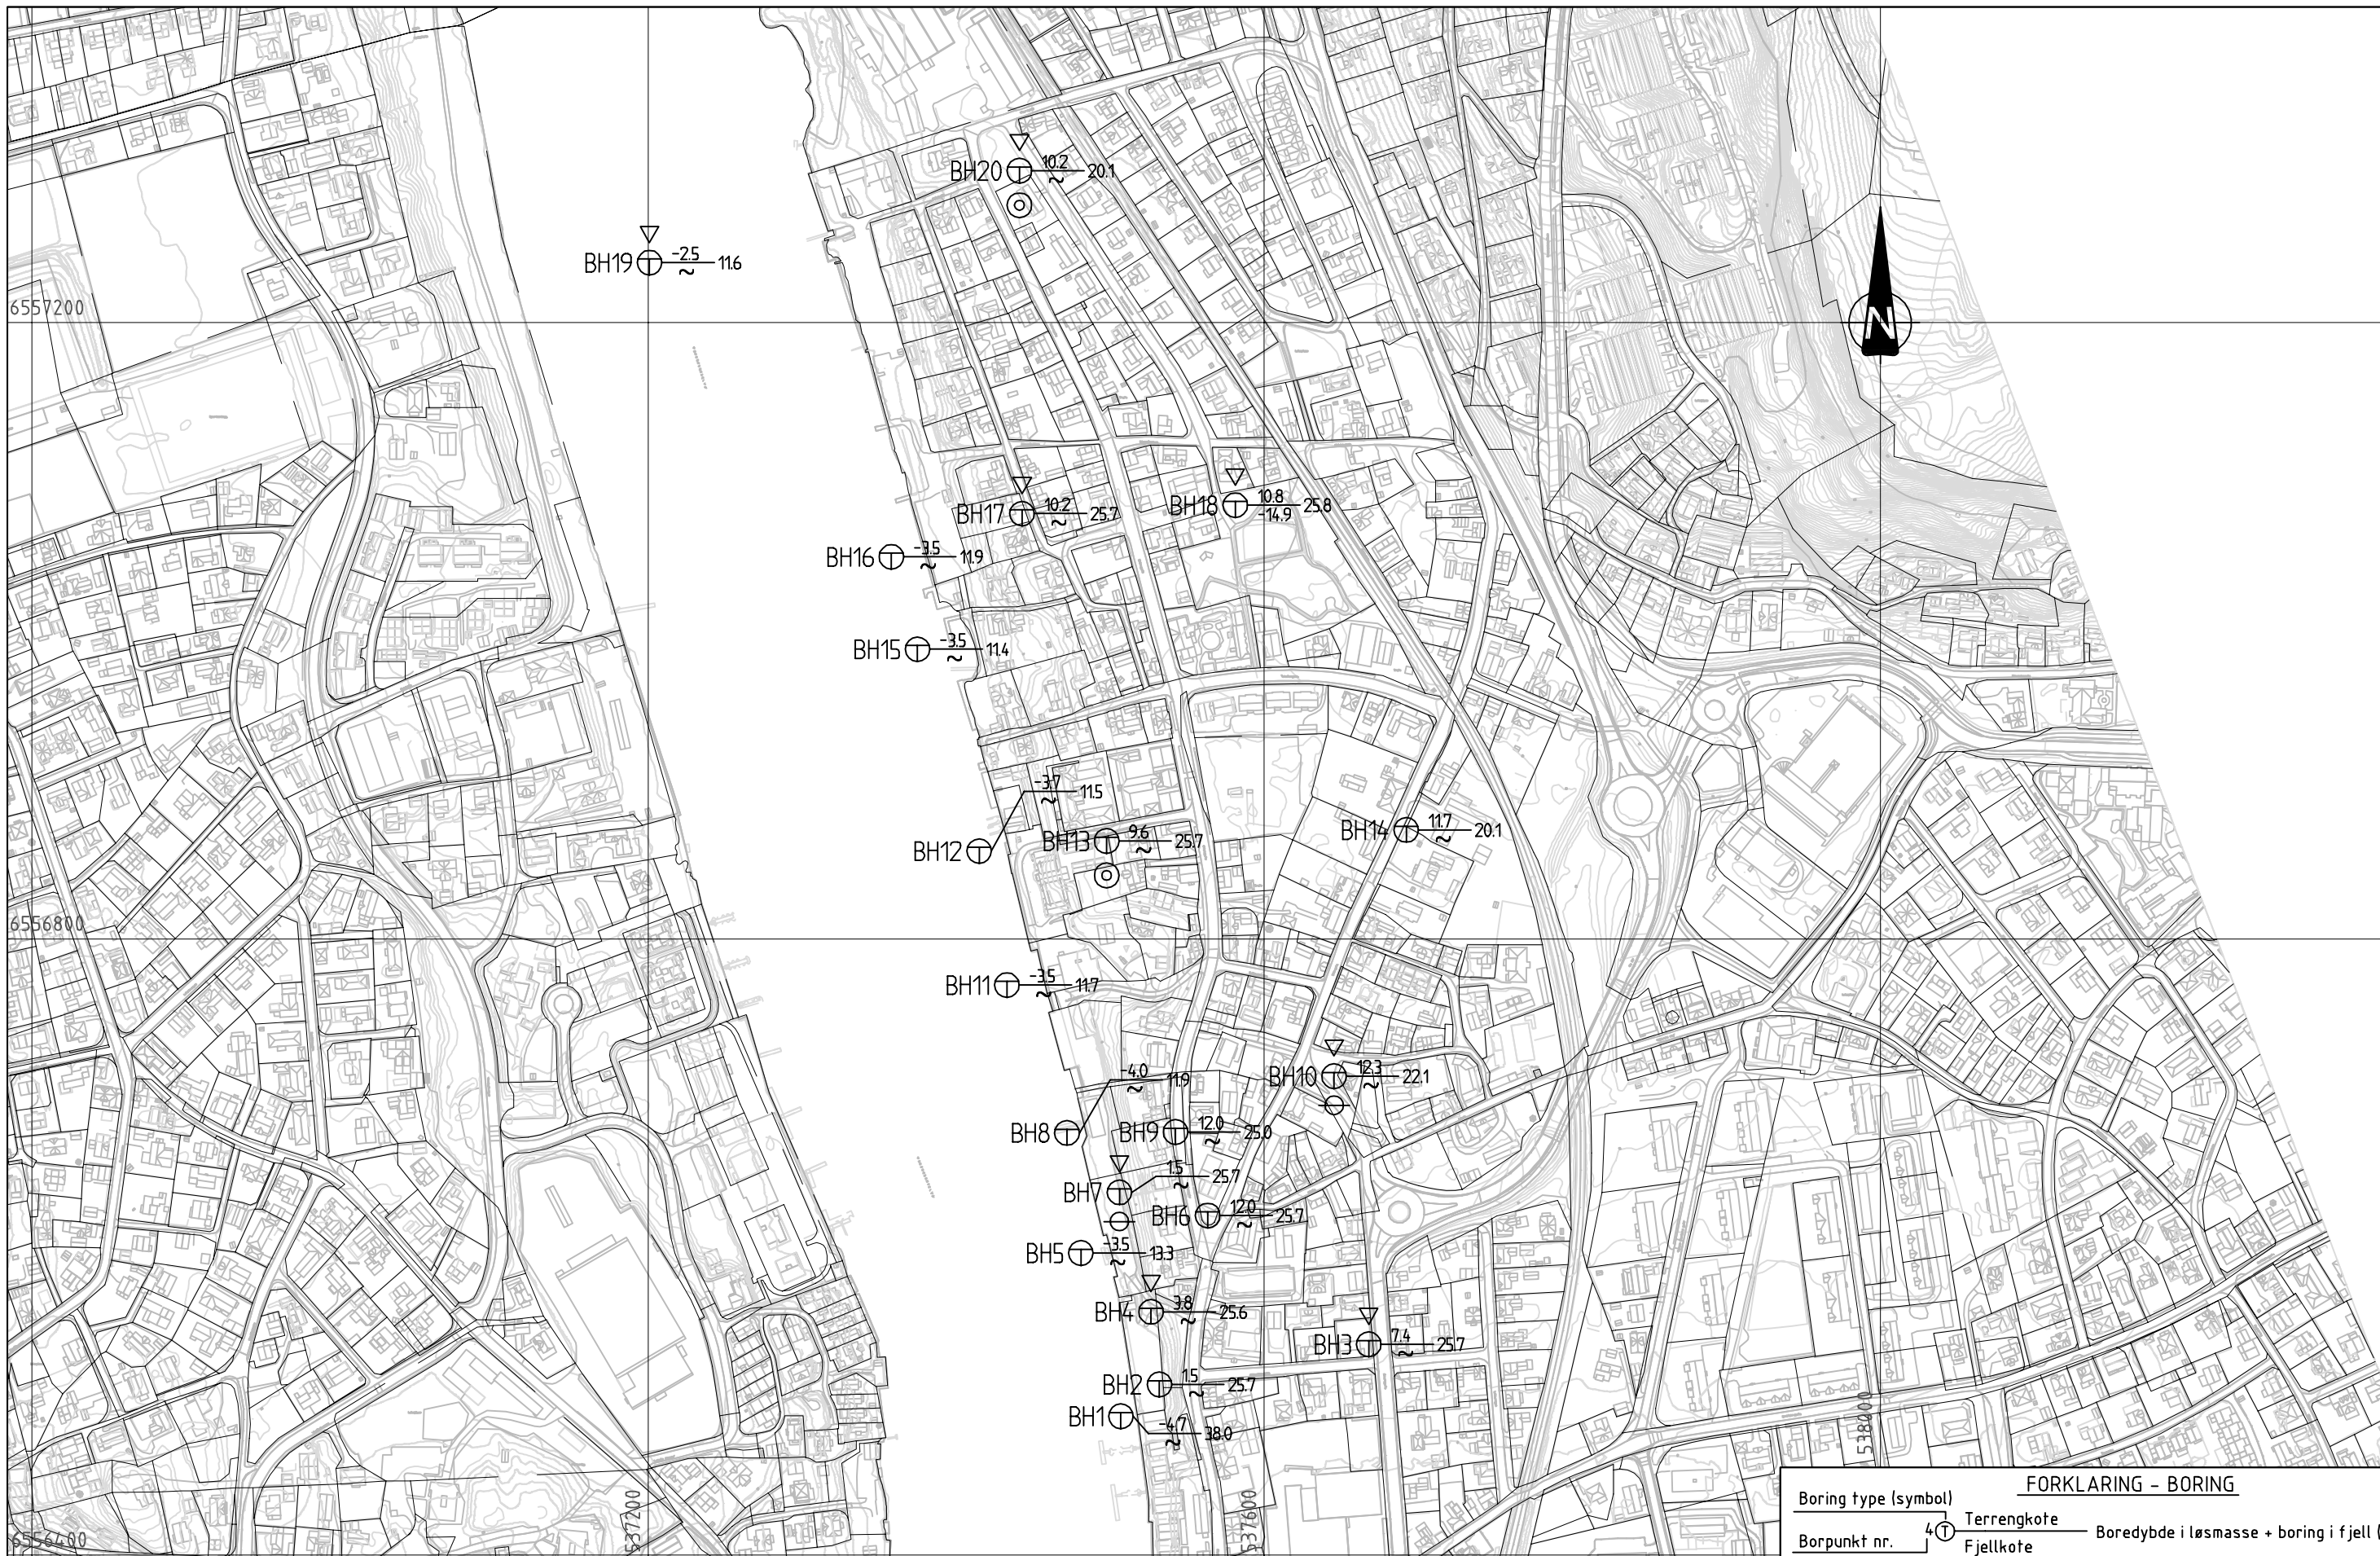 BH20 10.2 ~ 20.1
BH19 -2.5 ~ 11.6
6557200
N
BH17 10.2 ~ 25.7
BH18 10.8 -14.9 25.8
BH16 -3.5 ~ 11.9
BH15 -3.5 ~ 11.4
-3.7 ~ 11.5
BH12
BH13 9.6 ~ 25.7
BH14 11.7 ~ 20.1
6556800
BH11 -3.5 ~ 11.7
-4.0 ~ 11.9
BH10 12.3 ~ 22.1
BH8
BH9 12.0 ~ 25.0
1.5 ~ 25.7
BH7
BH6 12.0 ~ 25.7
BH5 -3.5 ~ 13.3
BH4 3.8 ~ 25.6
BH3 7.4 ~ 25.7
BH2 1.5 ~ 25.7
BH1
-4.7 ~ 38.0
538000
537200
537600
6556400
FORKLARING - BORING
Boring type (symbol)
Terrengkote
4 T Boredybde i løsmasse + boring i fjell (
Borpunkt nr.
Fjellkote